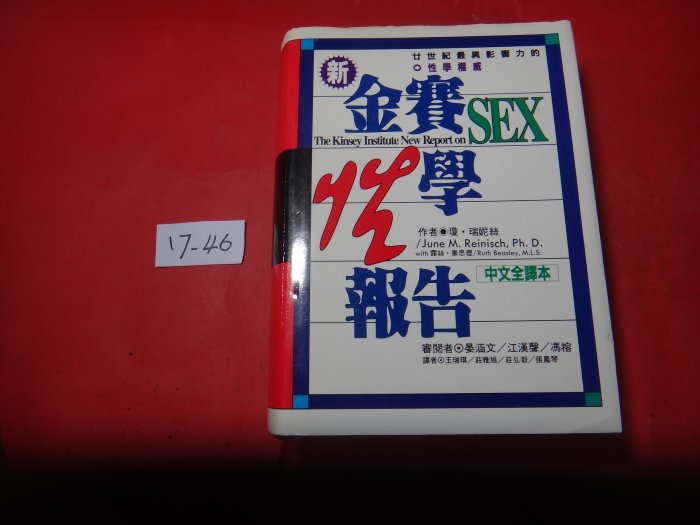 17-46
新
廿世紀最具影響力的
性學權威
金賽
The Kinsey Institute New Report on SEX
性學
報告
作者◉瓊・瑞妮絲
/June M. Reinisch, Ph. D.
with 露絲・畢思理/Ruth Beasley, M.L.S.
中文全譯本
審閱者◉晏涵文/江漢聲/馮榕
譯者◉王瑞琪/莊雅旭/莊弘毅/張鳳琴